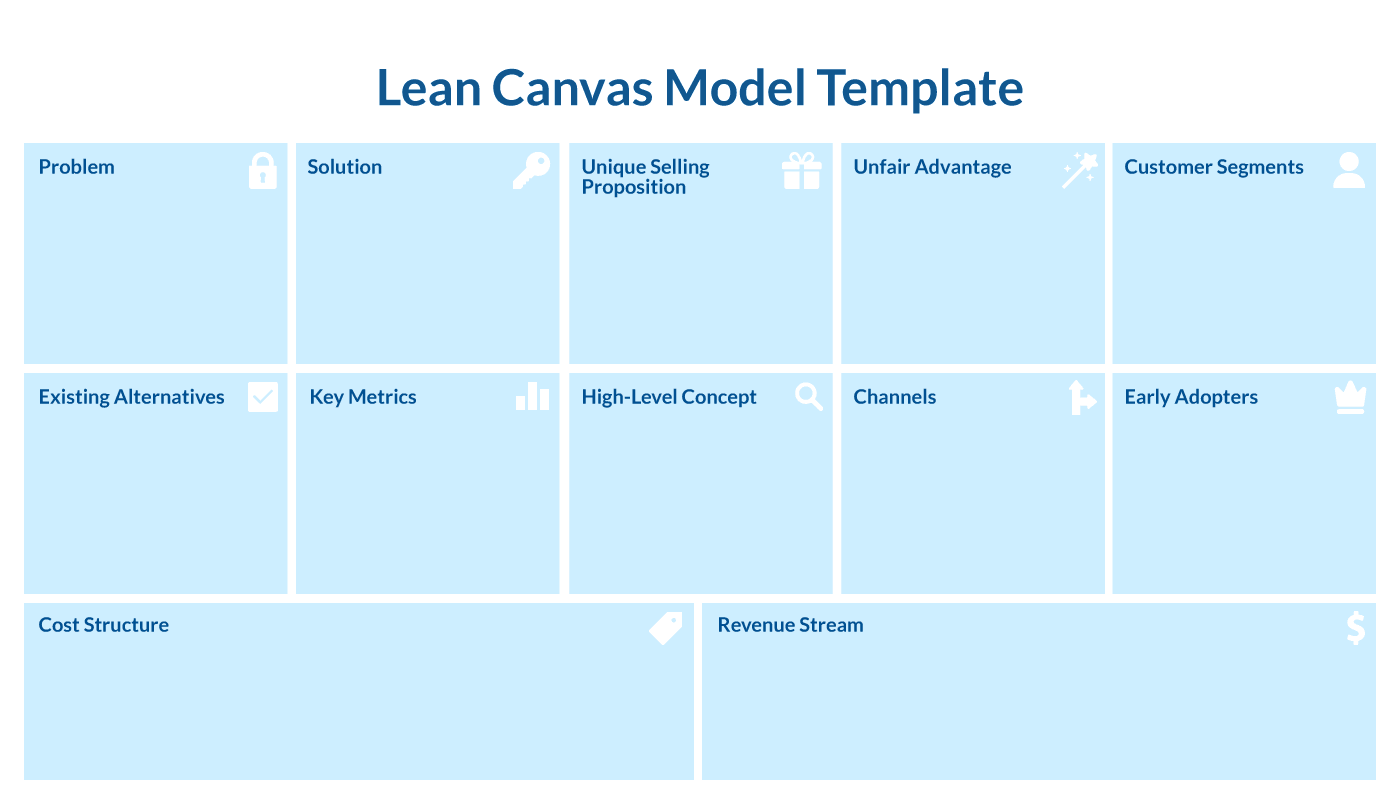 Lean Canvas Model Template
Problem
Solution
Unique Selling
Proposition
Unfair Advantage
Customer Segments
Existing Alternatives
Key Metrics
High-Level Concept
Channels
Early Adopters
Cost Structure
Revenue Stream